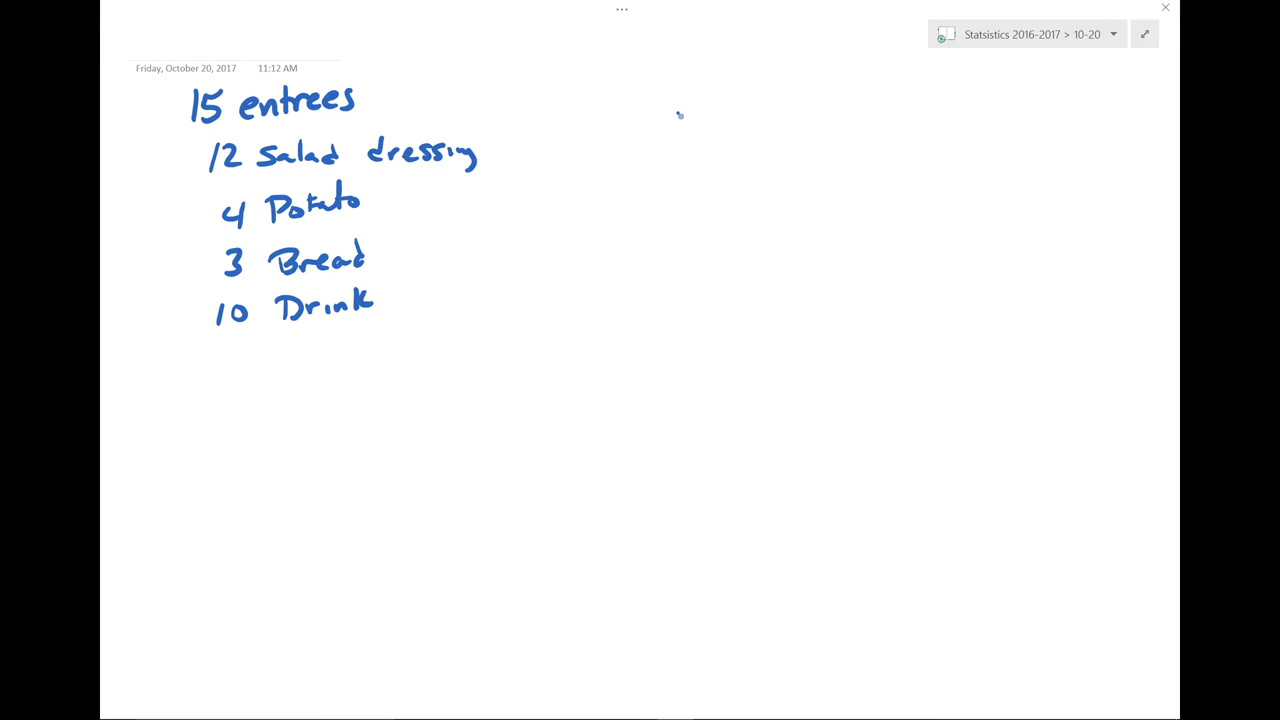 ...
Statsistics 2016-2017 > 10-20
Friday, October 20, 2017 11:12 AM
15 entrees
12 Salad dressing
4 Potato
3 Bread
10 Drink